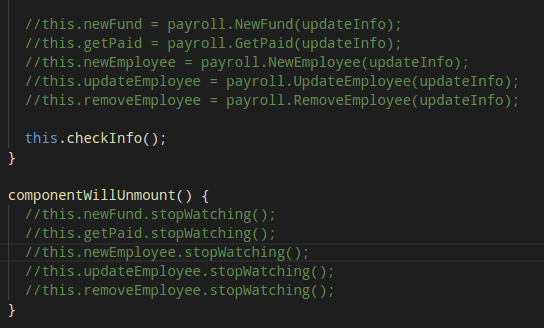 //this.newFund = payroll.NewFund(updateInfo);
//this.getPaid = payroll.GetPaid(updateInfo);
//this.newEmployee = payroll.NewEmployee(updateInfo);
//this.updateEmployee = payroll.UpdateEmployee(updateInfo);
//this.removeEmployee = payroll.RemoveEmployee(updateInfo);
this.checkInfo();
}
componentWillUnmount() {
//this.newFund.stopWatching();
//this.getPaid.stopWatching();
//this.newEmployee.stopWatching();
//this.updateEmployee.stopWatching();
//this.removeEmployee.stopWatching();
}